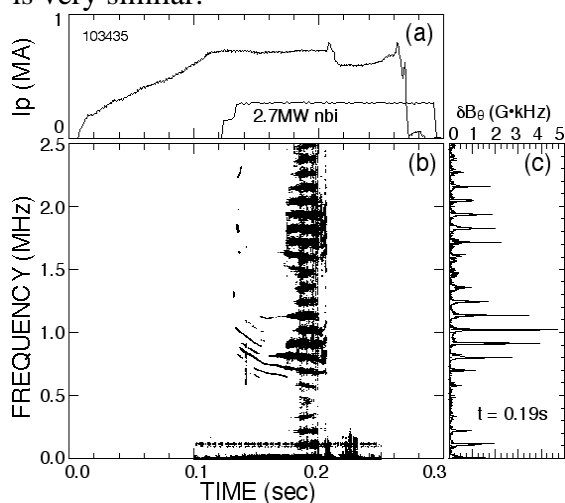 is very similar.
1
(a)
103435
Ip (MA)
2.7MW nbi
0
δBθ (G•kHz)
0 1 2 3 4 5
2.5
(b)
(c)
2.0
FREQUENCY (MHz)
1.5
1.0
0.5
t = 0.19s
0.0
0.0 0.1 0.2 0.3
TIME (sec)